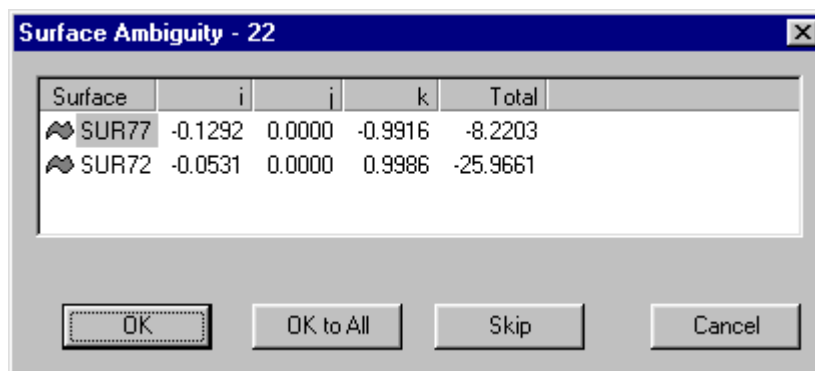 Surface Ambiguity - 22
Surface i j k Total
SUR77 -0.1292 0.0000 -0.9916 -8.2203
SUR72 -0.0531 0.0000 0.9986 -25.9661
OK OK to All Skip Cancel